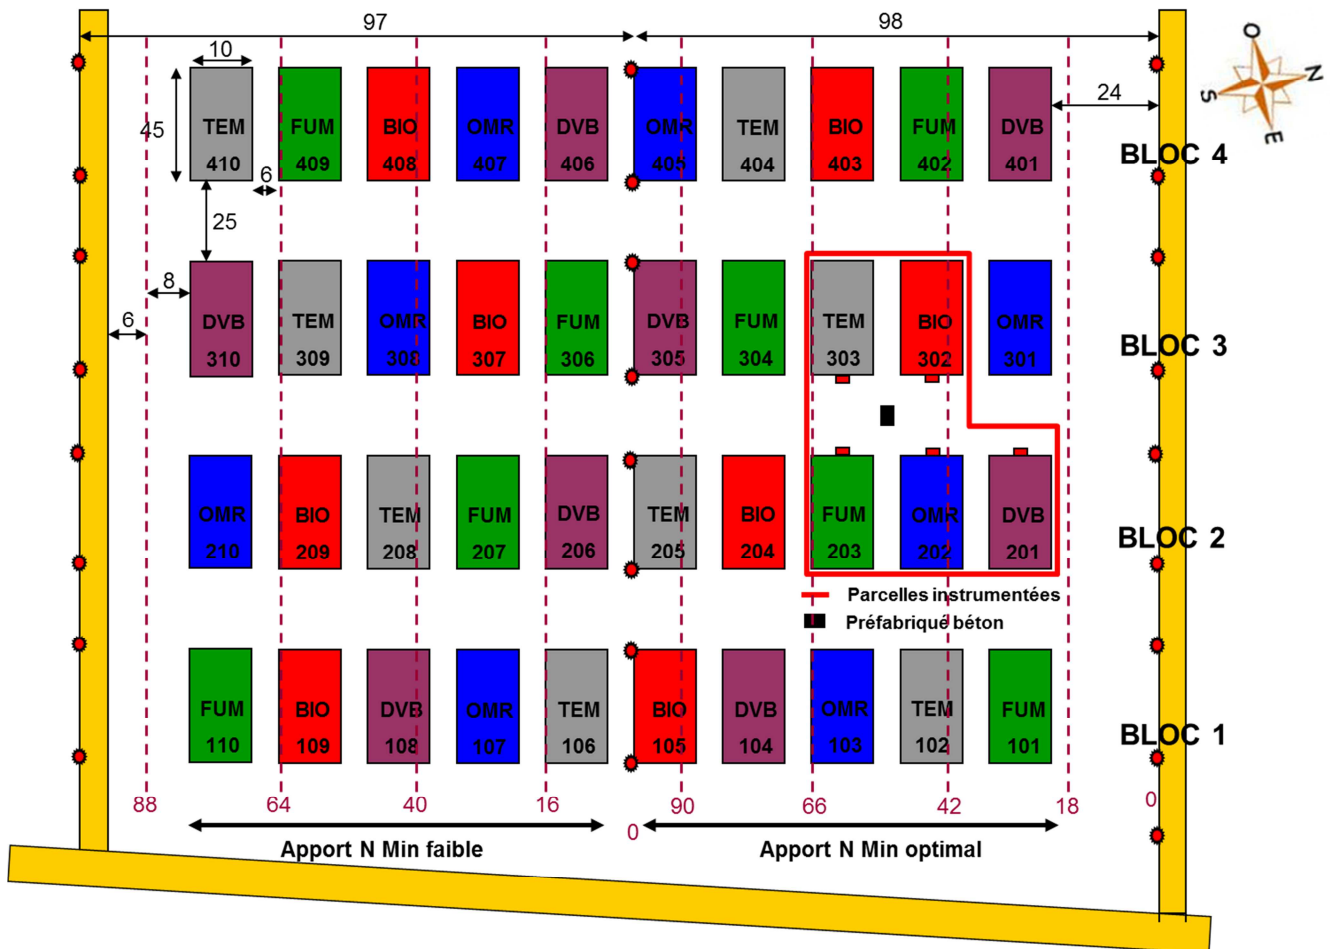 97
98
10
O
N
S
E
24
45
TEM
FUM
BIO
OMR
DVB
OMR
TEM
BIO
FUM
DVB
410
409
408
407
406
405
404
403
402
401
BLOC 4
6
25
8
6
DVB
TEM
OMR
BIO
FUM
DVB
FUM
TEM
BIO
OMR
310
309
308
307
306
305
304
303
302
301
BLOC 3
OMR
BIO
TEM
FUM
DVB
TEM
BIO
FUM
OMR
DVB
210
209
208
207
206
205
204
203
202
201
BLOC 2
Parcelles instrumentées
Préfabriqué béton
FUM
BIO
DVB
OMR
TEM
BIO
DVB
OMR
TEM
FUM
110
109
108
107
106
105
104
103
102
101
BLOC 1
88
64
40
16
0
90
66
42
18
0
Apport N Min faible
Apport N Min optimal